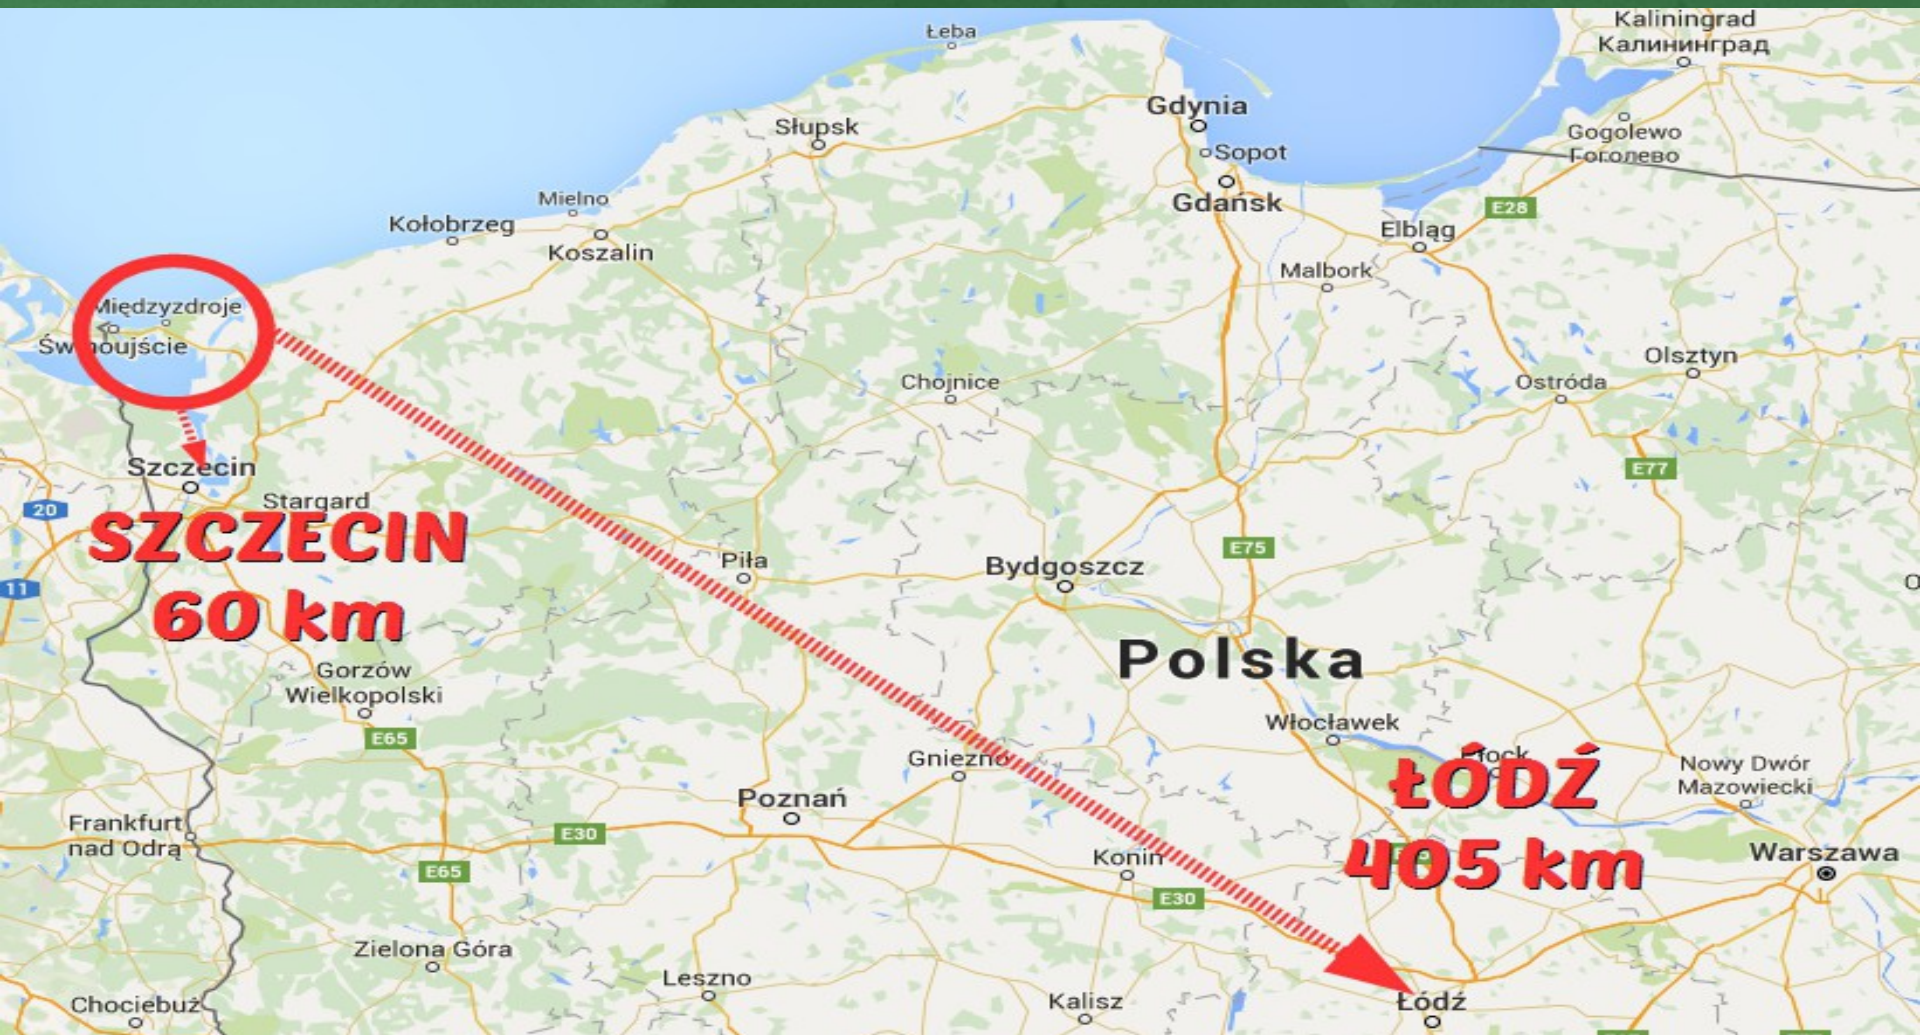 Łeba
Kaliningrad
Калининград
Gdynia
Słupsk
Gogolewo
Гоголево
Sopot
Mielno
Gdańsk
E28
Kołobrzeg
Elbląg
Koszalin
Malbork
Międzyzdroje
Świnoujście
Olsztyn
Chojnice
Ostróda
Szczecin
E77
Stargard
20
SZCZECIN
60 km
E75
Piła
Bydgoszcz
11
Polska
Gorzów
Wielkopolski
Włocławek
E65
Gniezno
Płock
ŁÓDŹ
405 km
Nowy Dwór
Mazowiecki
Poznań
Frankfurt
nad Odrą
E30
Konin
Warszawa
E65
E30
Zielona Góra
Leszno
Chociebuż
Kalisz
Łódź